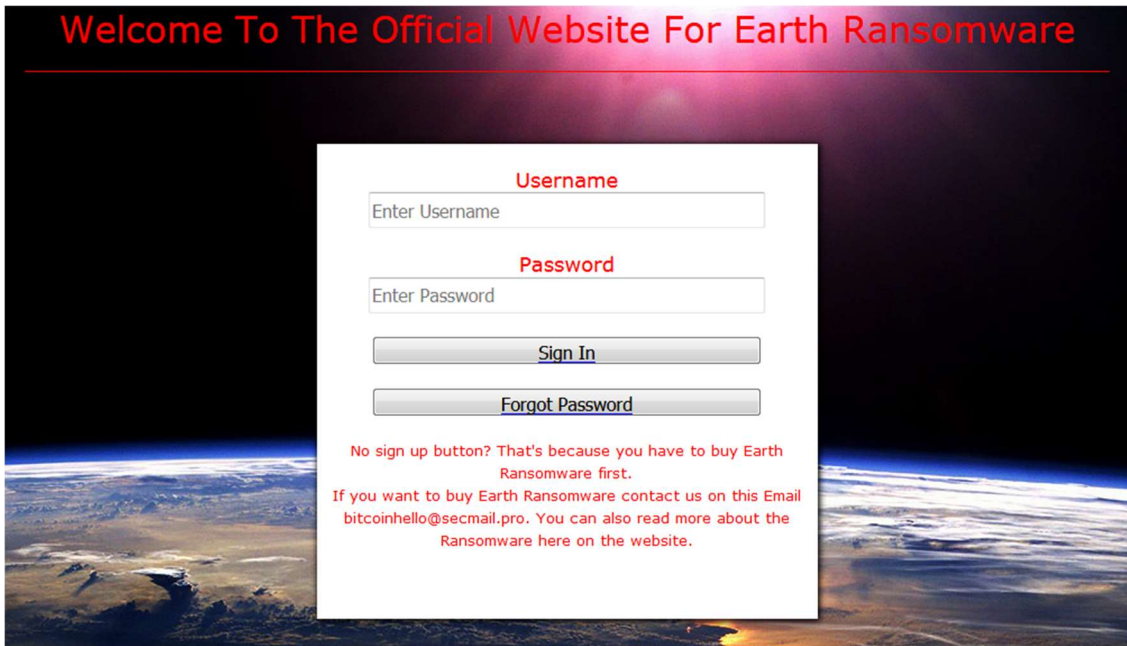 Welcome To The Official Website For Earth Ransomware
Username
Enter Username
Password
Enter Password
Sign In
Forgot Password
No sign up button? That's because you have to buy Earth
Ransomware first.
If you want to buy Earth Ransomware contact us on this Email
bitcoinhello@secmail.pro. You can also read more about the
Ransomware here on the website.